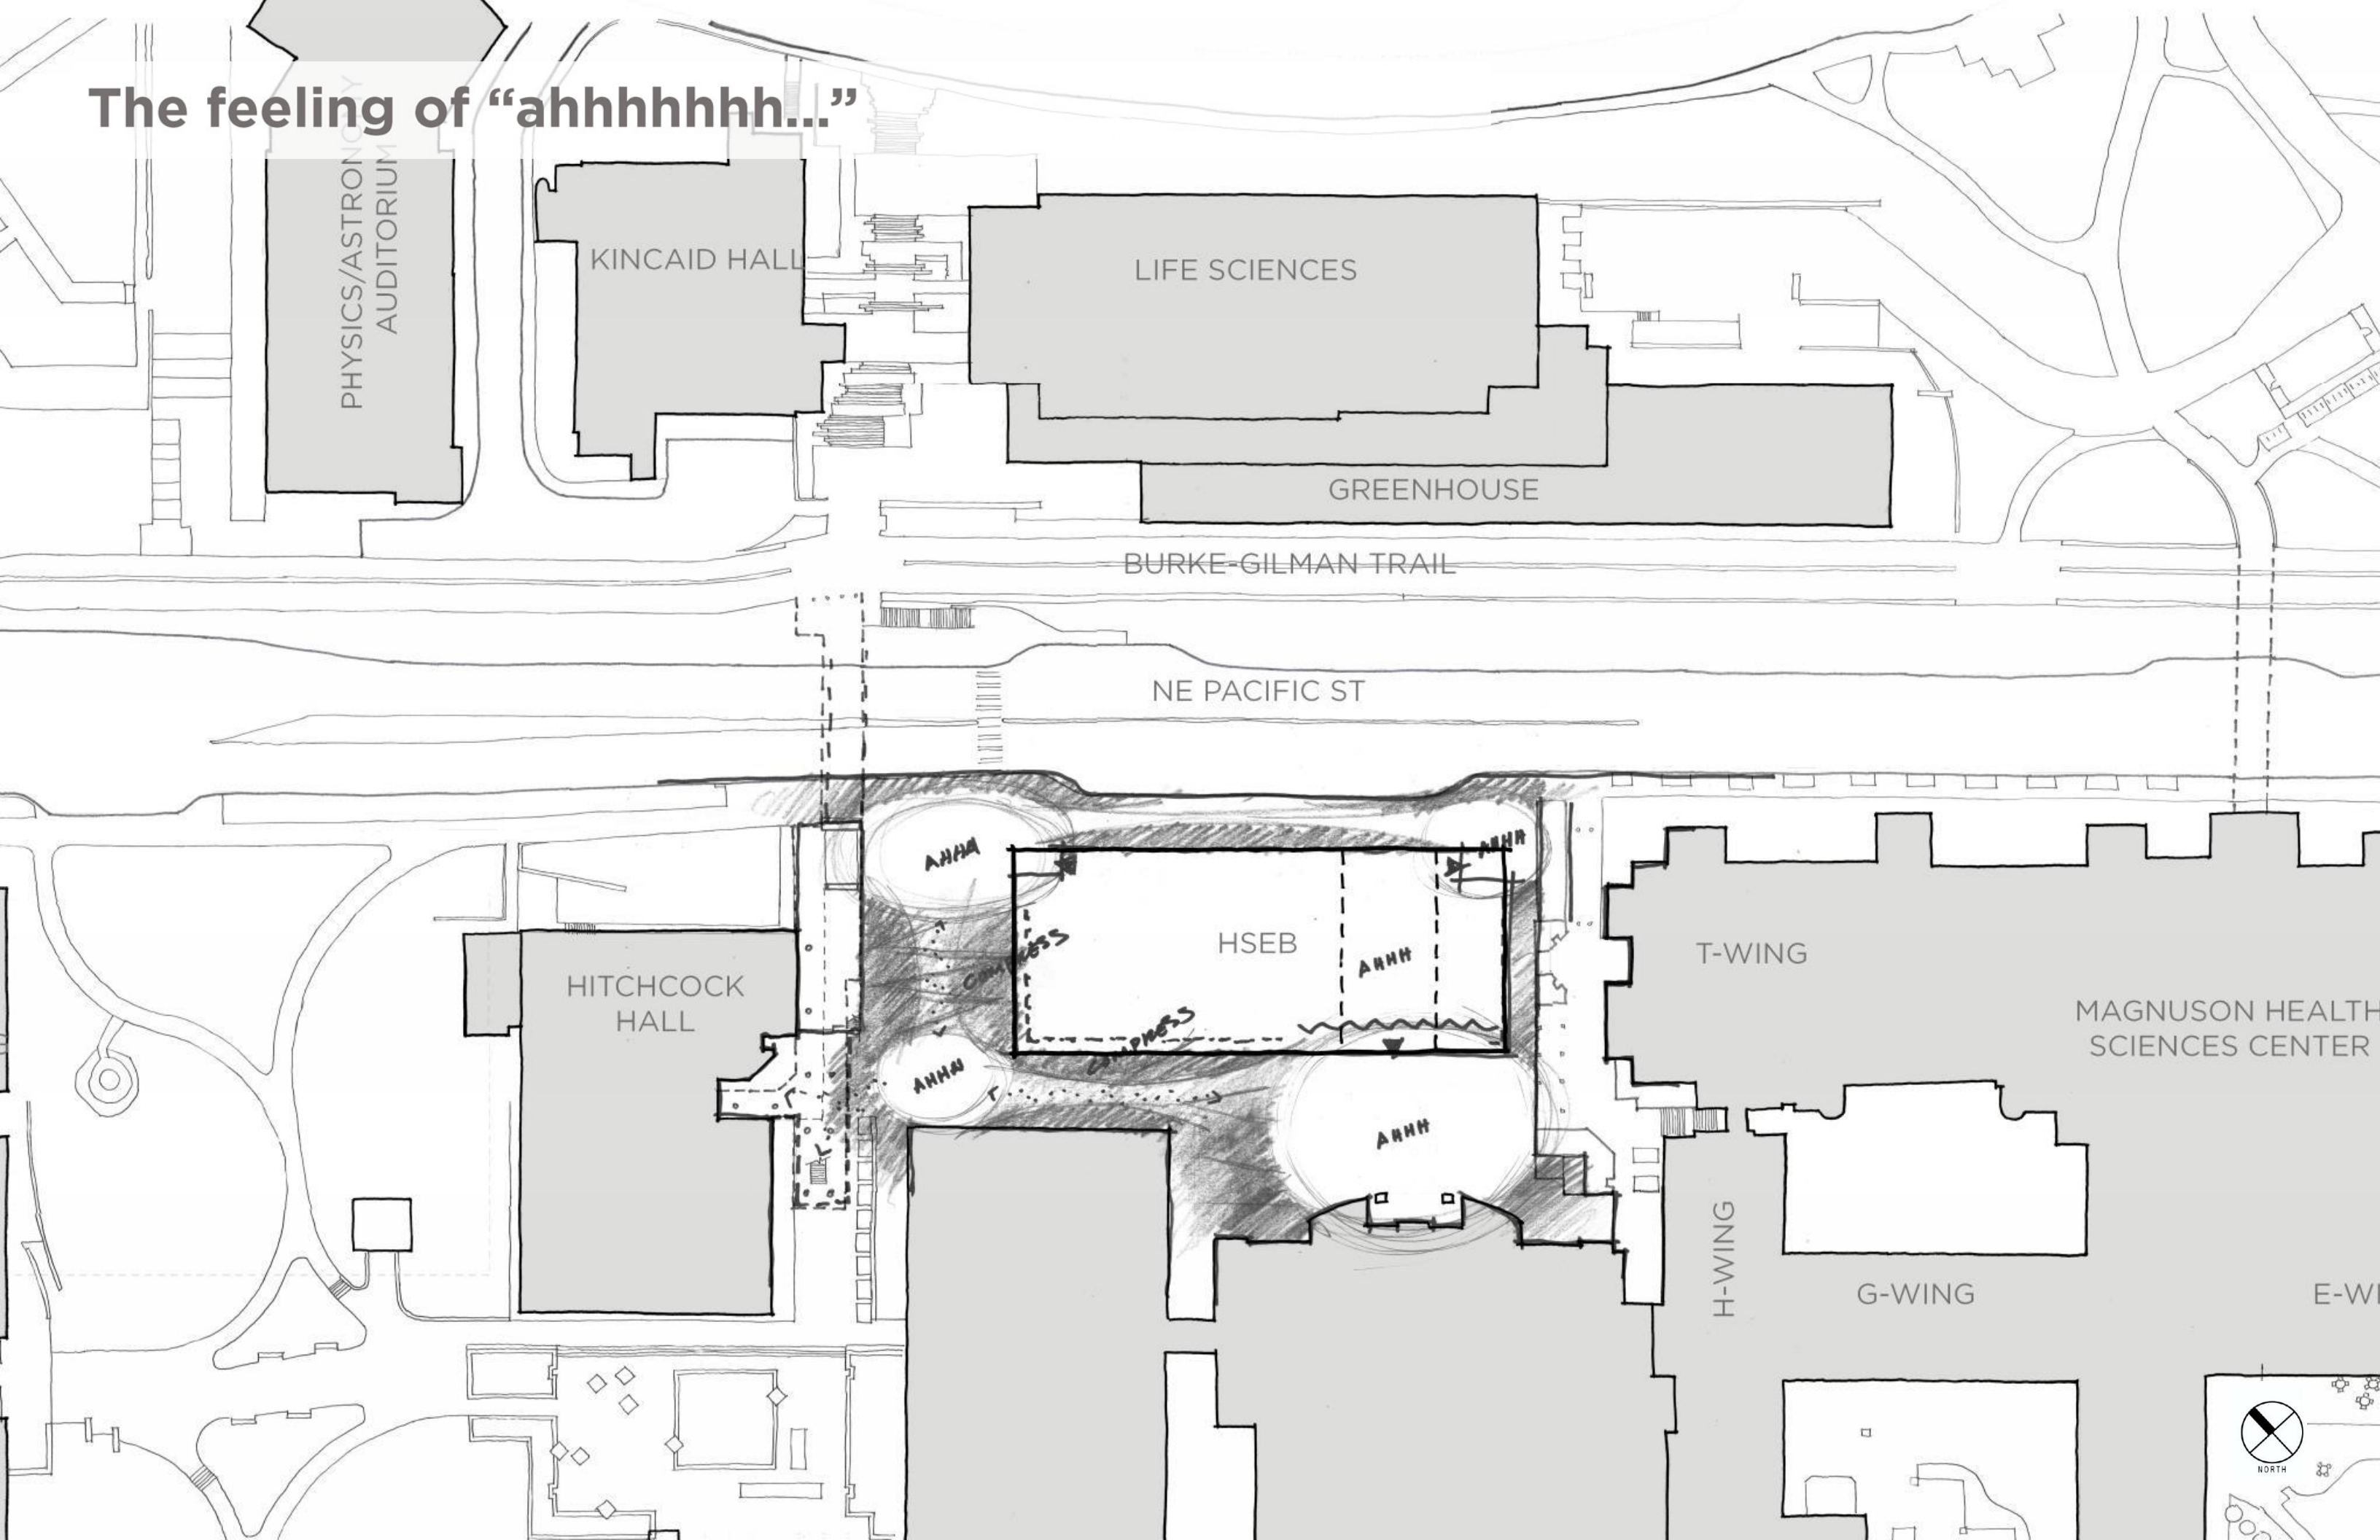 The feeling of “ahhhhhhh...”
PHYSICS/ASTRONOMY
AUDITORIUM
KINCAID HALL
LIFE SCIENCES
GREENHOUSE
BURKE-GILMAN TRAIL
NE PACIFIC ST
AHHH
AHHH
HSEB
COMPRESS
AHHH
T-WING
HITCHCOCK
HALL
MAGNUSON HEALTH
SCIENCES CENTER
COMPRESS
AHHH
AHHH
H-WING
G-WING
E-WI
NORTH